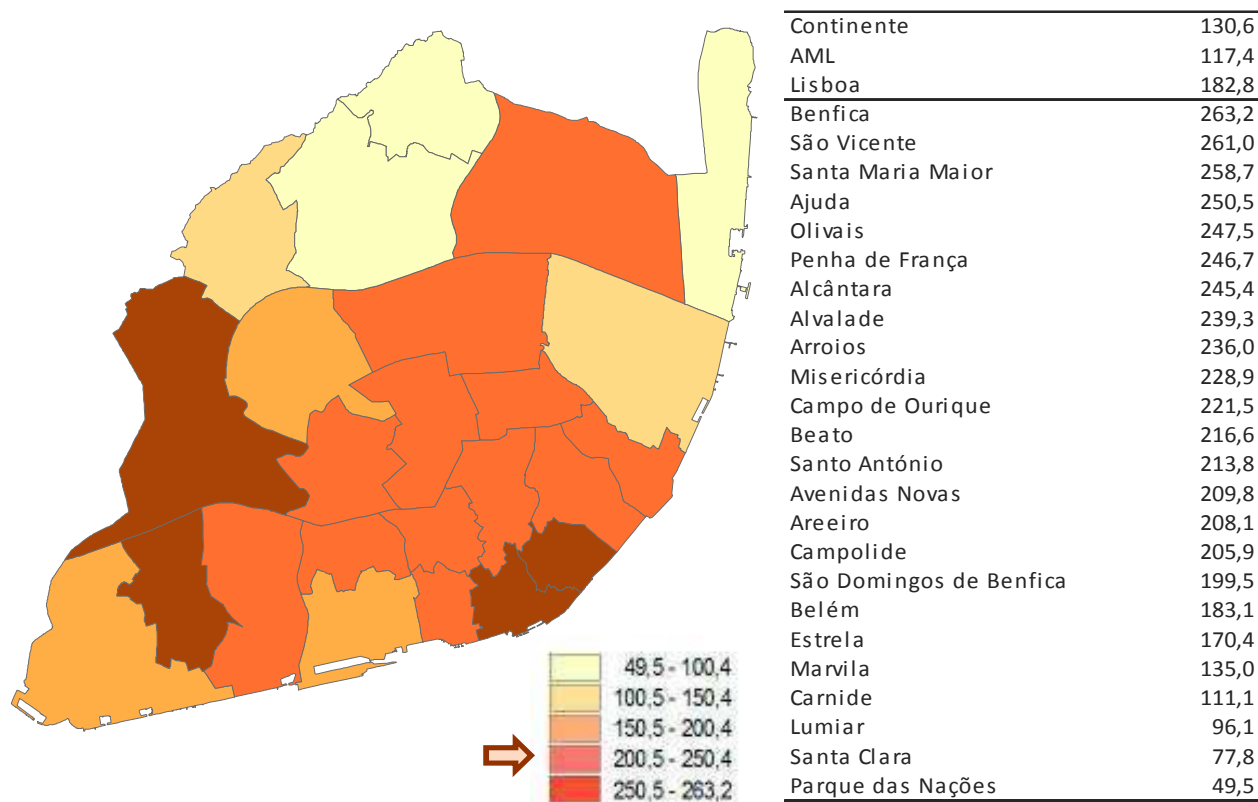 Continente 130,6
AML 117,4
Lisboa 182,8
Benfica 263,2
São Vicente 261,0
Santa Maria Maior 258,7
Ajuda 250,5
Olivais 247,5
Penha de França 246,7
Alcântara 245,4
Alvalade 239,3
Arroios 236,0
Misericórdia 228,9
Campo de Ourique 221,5
Beato 216,6
Santo António 213,8
Avenidas Novas 209,8
Areeiro 208,1
Campolide 205,9
São Domingos de Benfica 199,5
Belém 183,1
Estrela 170,4
Marvila 135,0
Carnide 111,1
Lumiar 96,1
Santa Clara 77,8
Parque das Nações 49,5
49,5 - 100,4
100,5 - 150,4
150,5 - 200,4
200,5 - 250,4
250,5 - 263,2